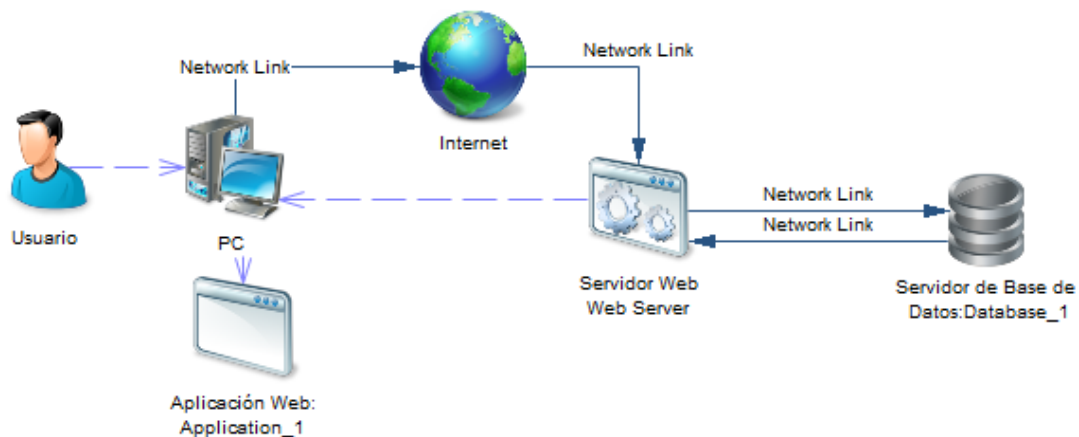 Network Link
Network Link
Internet
Usuario
PC
Network Link
Network Link
Servidor Web
Web Server
Servidor de Base de
Datos:Database_1
Aplicación Web:
Application_1